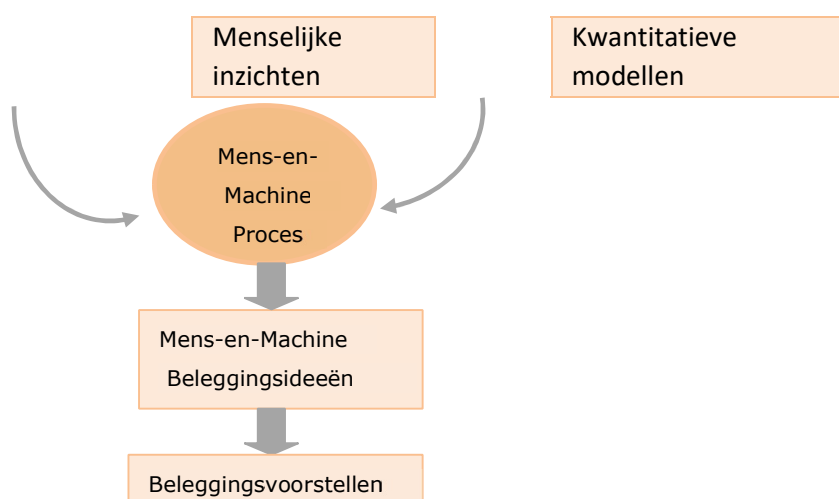 Menselijke
inzichten
Kwantitatieve
modellen
Mens-en-
Machine
Proces
Mens-en-Machine
Beleggingsideeën
Beleggingsvoorstellen